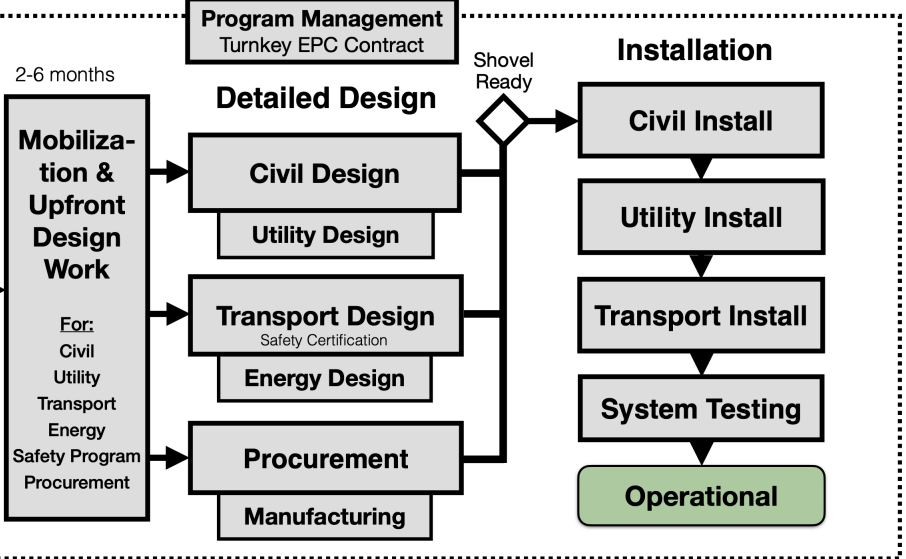 Program Management
Turnkey EPC Contract
2-6 months
Mobiliza-
tion &
Upfront
Design
Work
For:
Civil
Utility
Transport
Energy
Safety Program
Procurement
Detailed Design
Civil Design
Utility Design
Transport Design
Safety Certification
Energy Design
Procurement
Manufacturing
Shovel
Ready
Installation
Civil Install
Utility Install
Transport Install
System Testing
Operational